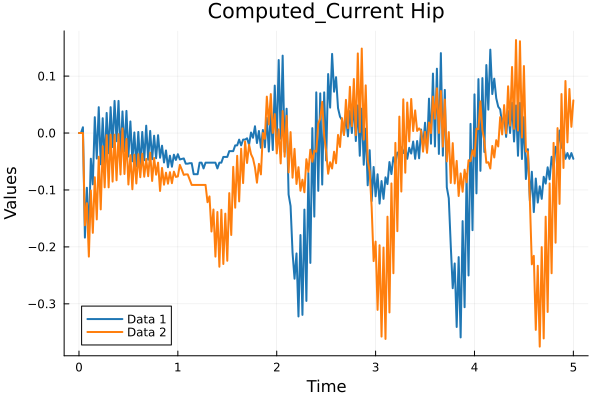 Computed_Current Hip
Values
0.1
0.0
−0.1
−0.2
−0.3
Data 1
Data 2
0
1
2
3
4
5
Time